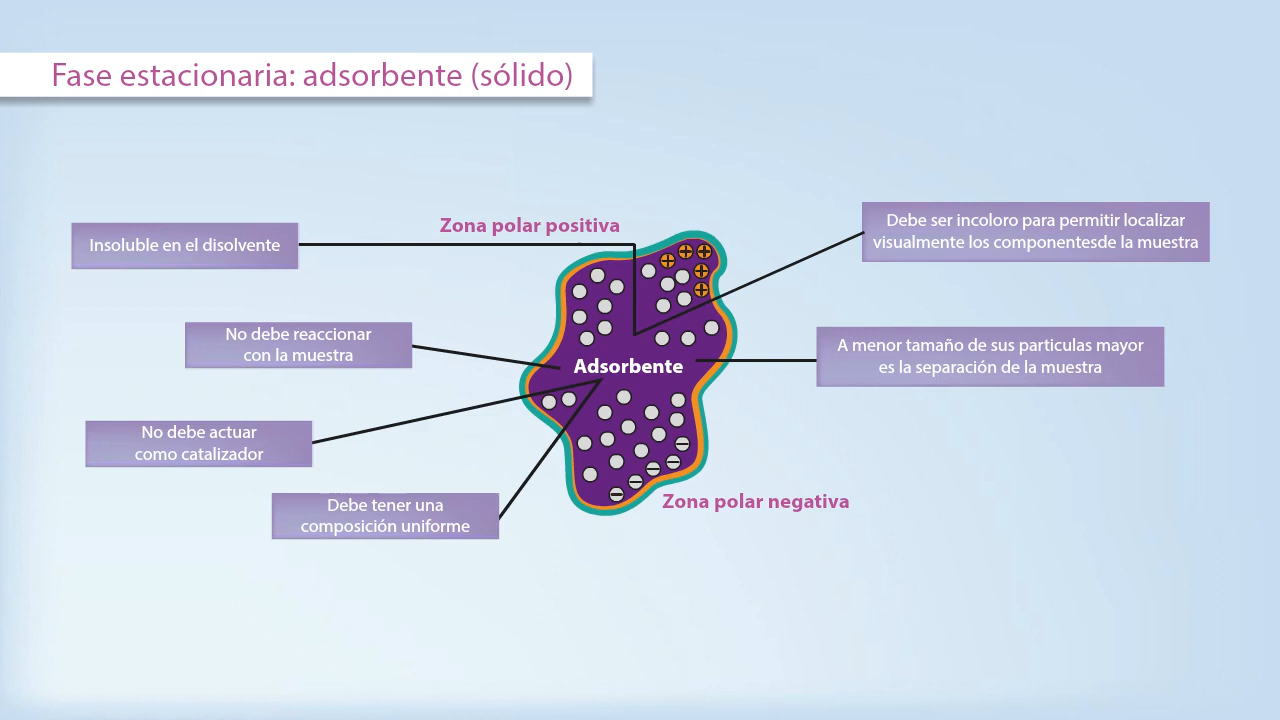 Fase estacionaria: adsorbente (sólido)
Zona polar positiva
Insoluble en el disolvente
Debe ser incoloro para permitir localizar
visualmente los componentesde la muestra
No debe reaccionar
con la muestra
A menor tamaño de sus particulas mayor
es la separación de la muestra
Adsorbente
No debe actuar
como catalizador
Debe tener una
composición uniforme
Zona polar negativa